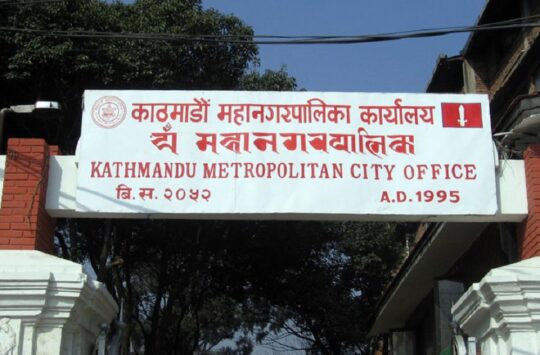 काठमाडौं महानगरपालिका कार्यालय
KATHMANDU METROPOLITAN CITY OFFICE
बि.स. २०५२ A.D. 1995